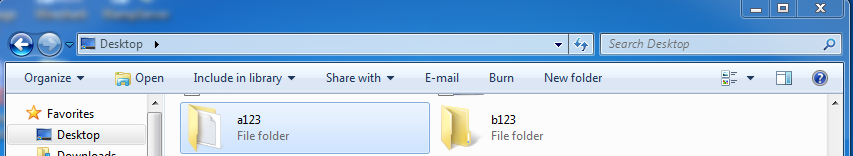 Desktop
Search Desktop
Organize Open Include in library Share with E-mail Burn New folder
Favorites
Desktop
Downloads
a123
File folder
b123
File folder